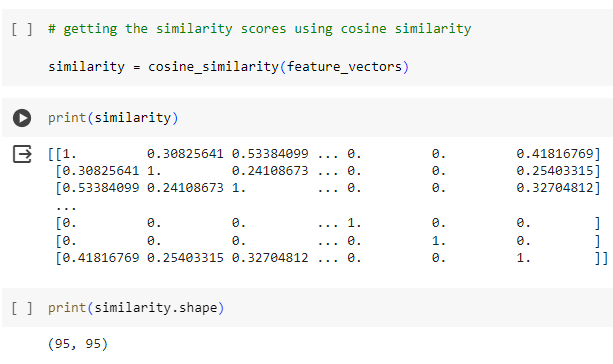 [ ] # getting the similarity scores using cosine similarity
similarity = cosine_similarity(feature_vectors)
print(similarity)
[[1.         0.30825641 0.53384099 ... 0.         0.         0.41816769]
 [0.30825641 1.         0.24108673 ... 0.         0.         0.25403315]
 [0.53384099 0.24108673 1.         ... 0.         0.         0.32704812]
 ...
 [0.         0.         0.         ... 1.         0.         0.        ]
 [0.         0.         0.         ... 0.         1.         0.        ]
 [0.41816769 0.25403315 0.32704812 ... 0.         0.         1.        ]]
[ ] print(similarity.shape)
(95, 95)